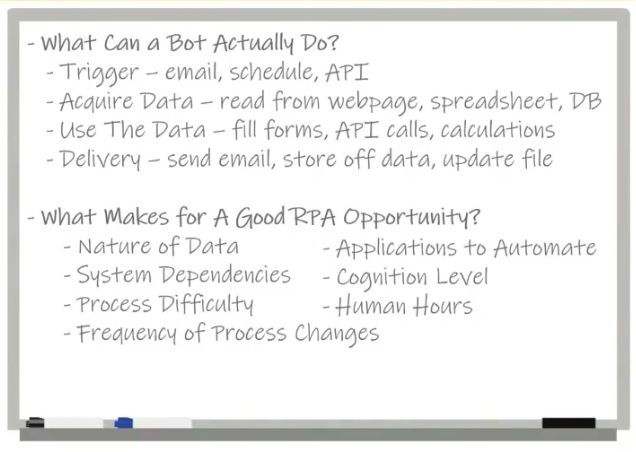 - What Can a Bot Actually Do?
- Trigger – email, schedule, API
- Acquire Data – read from webpage, spreadsheet, DB
- Use The Data – fill forms, API calls, calculations
- Delivery – send email, store off data, update file
- What Makes for A Good RPA Opportunity?
- Nature of Data - Applications to Automate
- System Dependencies - Cognition Level
- Process Difficulty - Human Hours
- Frequency of Process Changes